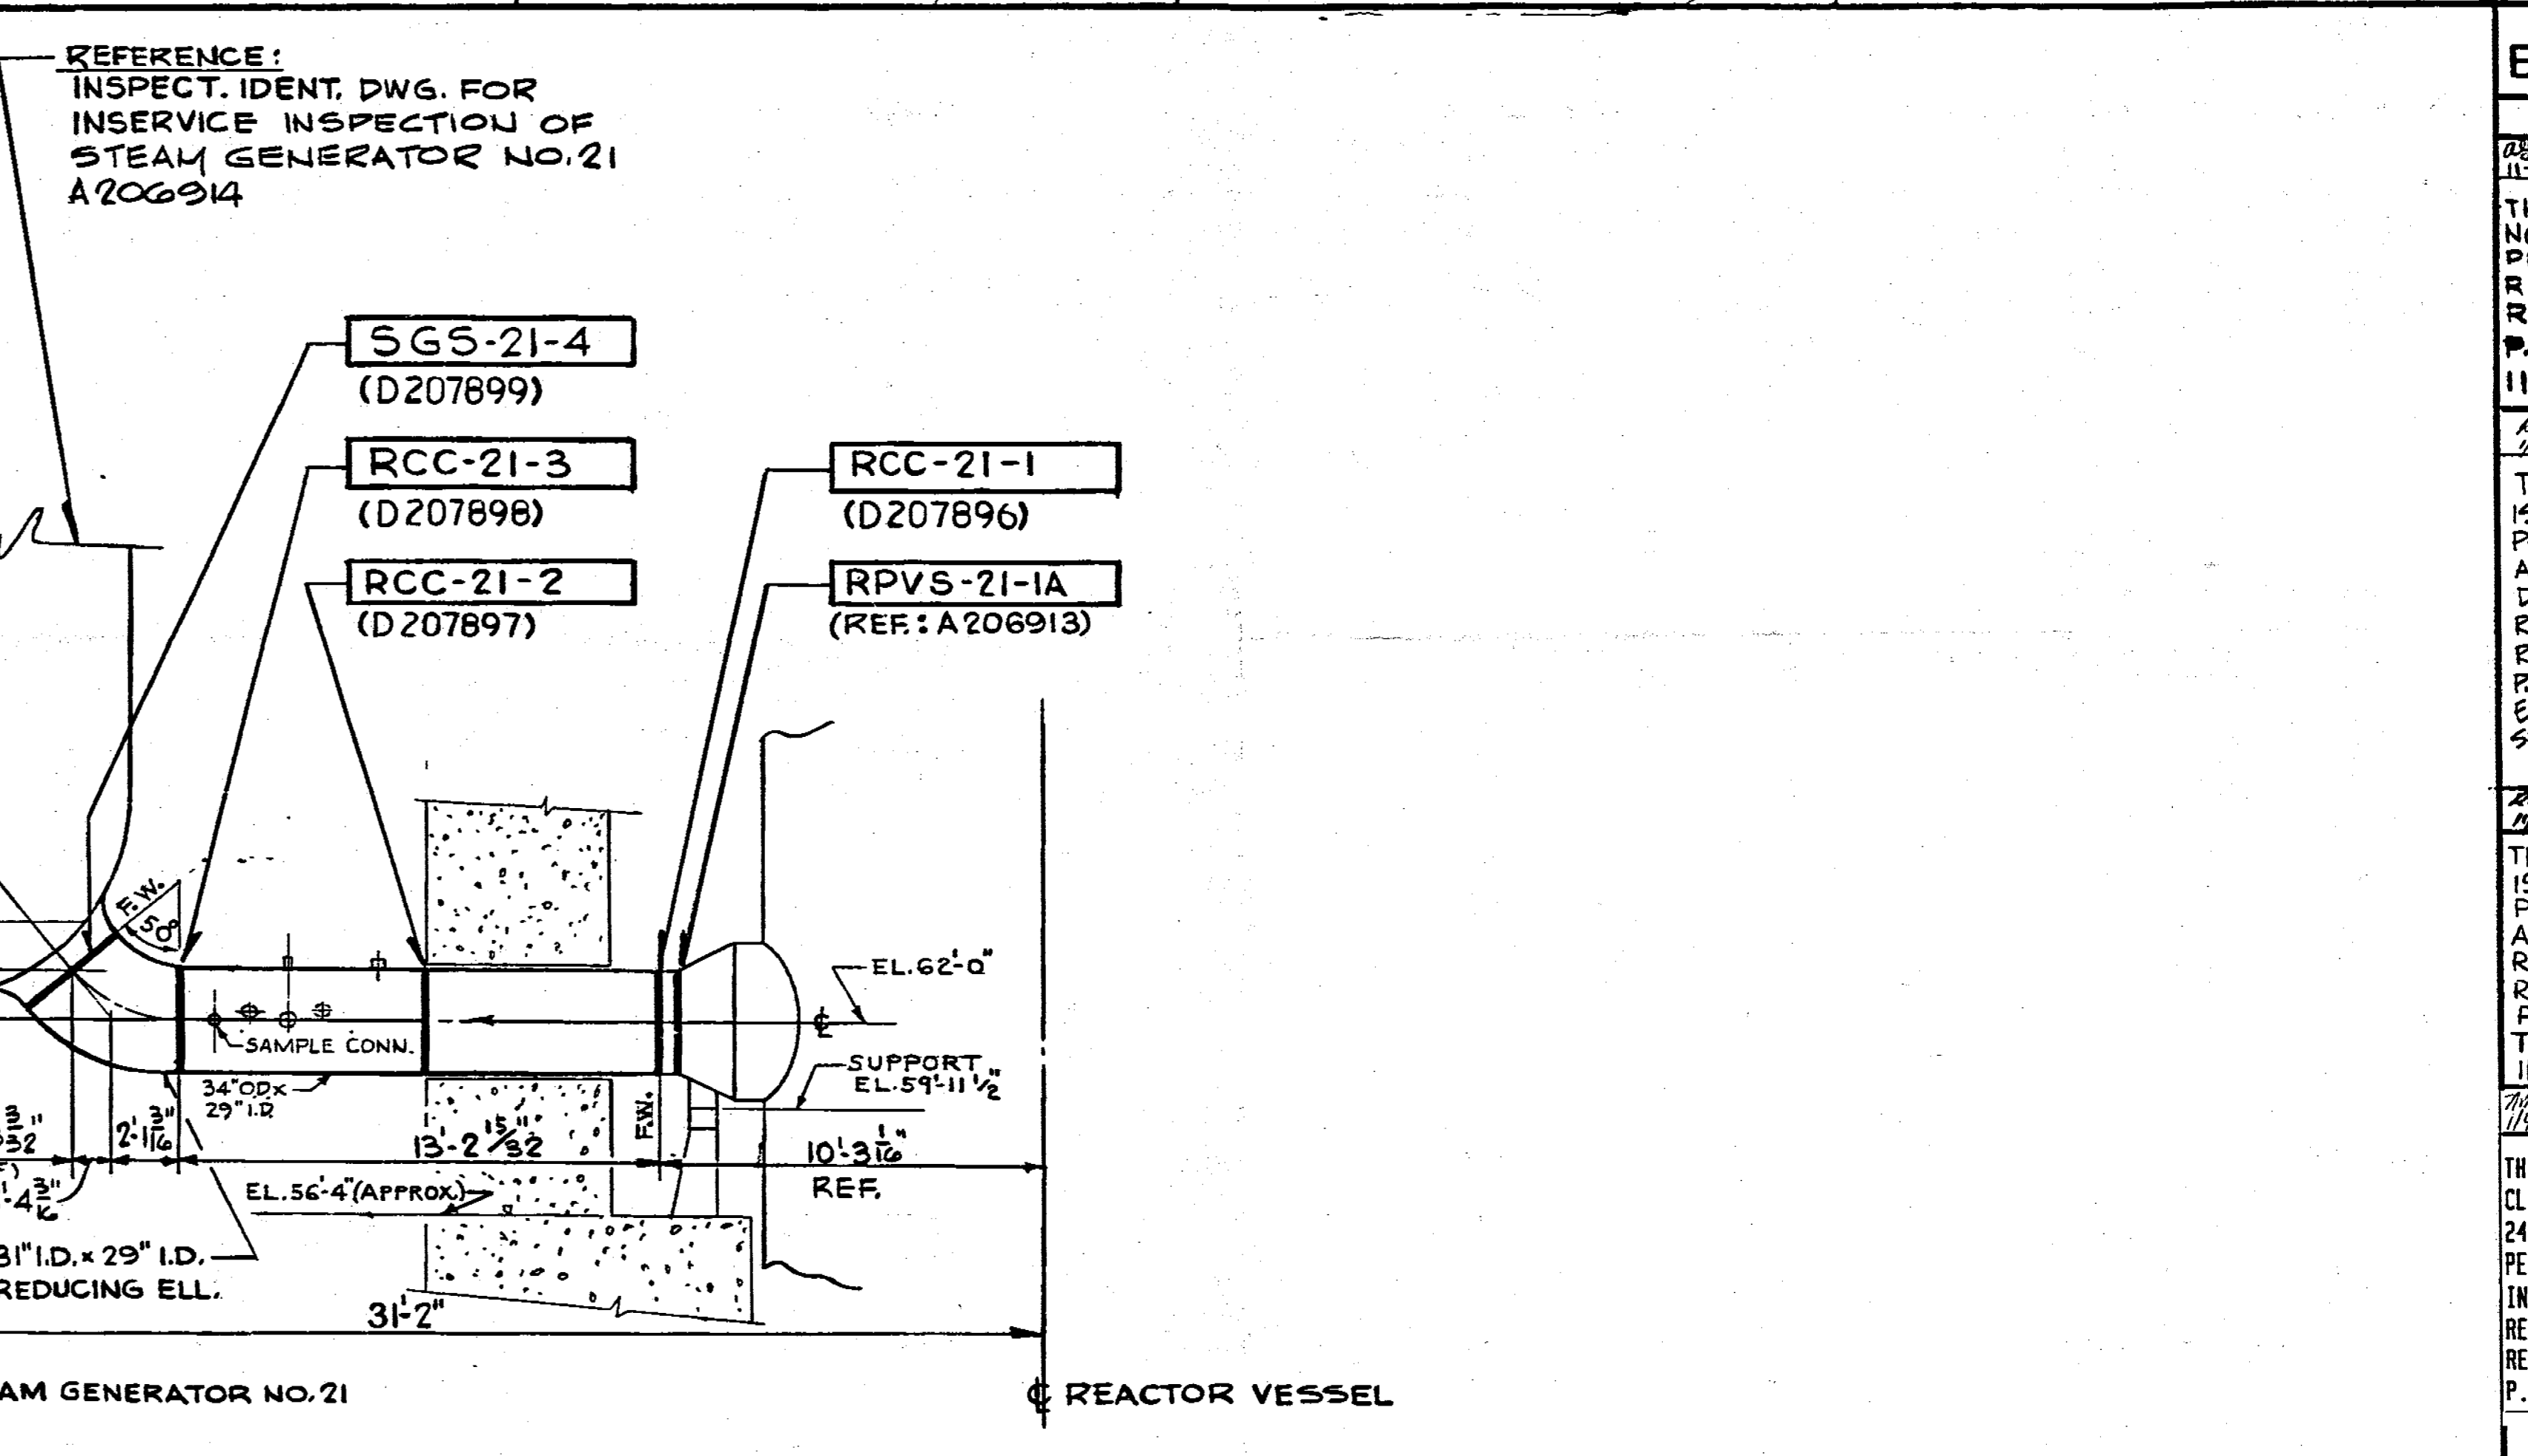 REFERENCE:
INSPECT. IDENT. DWG. FOR
INSERVICE INSPECTION OF
STEAM GENERATOR NO.21
A206914
SGS-21-4
(D207899)
RCC-21-3
(D207898)
RCC-21-2
(D207897)
RCC-21-1
(D207896)
RPVS-21-1A
(REF.: A206913)
F.W.
50°
EL.62'-0"
℄
SAMPLE CONN.
SUPPORT
EL.59'-11 1/2"
34"O.D.x
29"I.D.
F.W.
2'-1 3/16"
13'-2 15/32"
10'-3 1/16"
REF.
EL.56'-4"(APPROX.)
31"I.D.x 29" I.D.
REDUCING ELL.
31'-2"
GENERATOR NO.21
℄ REACTOR VESSEL